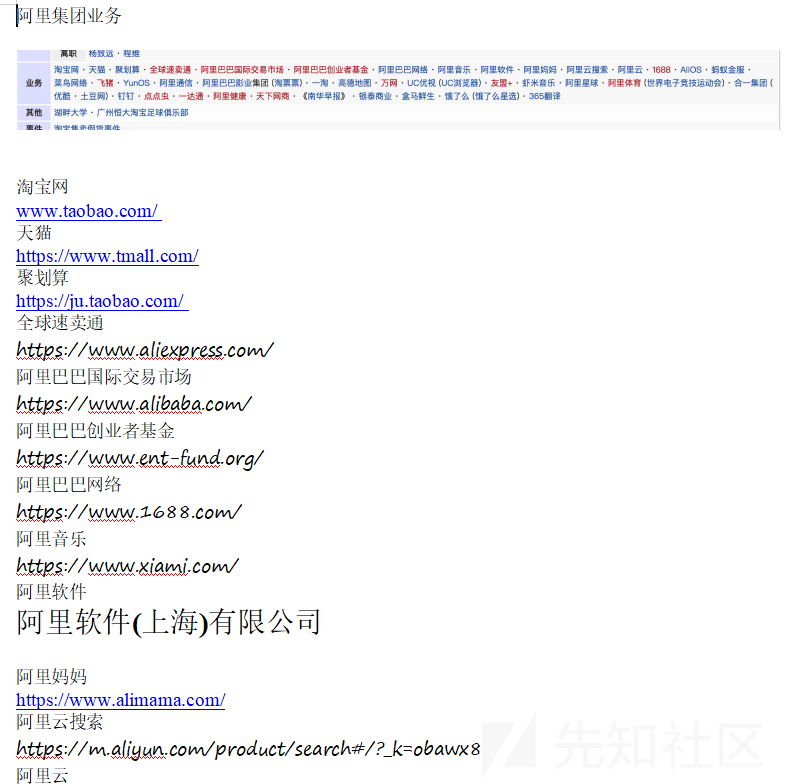 阿里集团业务
离职 杨致远 · 程维
业务 淘宝网 · 天猫 · 聚划算 · 全球速卖通 · 阿里巴巴国际交易市场 · 阿里巴巴创业者基金 · 阿里巴巴网络 · 阿里音乐 · 阿里软件 · 阿里妈妈 · 阿里云搜索 · 阿里云 · 1688 · AliOS · 蚂蚁金服 ·
菜鸟网络 · 飞猪 · YunOS · 阿里通信 · 阿里巴巴影业集团 (淘票票) · 一淘 · 高德地图 · 万网 · UC优视 (UC浏览器) · 友盟+ · 虾米音乐 · 阿里星球 · 阿里体育 (世界电子竞技运动会) · 合一集团 (
优酷 · 土豆网) · 钉钉 · 点点虫 · 一达通 · 阿里健康 · 天下网商 · 《南华早报》 · 银泰商业 · 盒马鲜生 · 饿了么 (饿了么星选) · 365翻译
其他 湖畔大学 · 广州恒大淘宝足球俱乐部
事件 淘宝售卖假货事件
淘宝网
www.taobao.com/
天猫
https://www.tmall.com/
聚划算
https://ju.taobao.com/
全球速卖通
https://www.aliexpress.com/
阿里巴巴国际交易市场
https://www.alibaba.com/
阿里巴巴创业者基金
https://www.ent-fund.org/
阿里巴巴网络
https://www.1688.com/
阿里音乐
https://www.xiami.com/
阿里软件
阿里软件(上海)有限公司
阿里妈妈
https://www.alimama.com/
阿里云搜索
https://m.aliyun.com/product/search#/?_k=obawx8
阿里云
先知社区